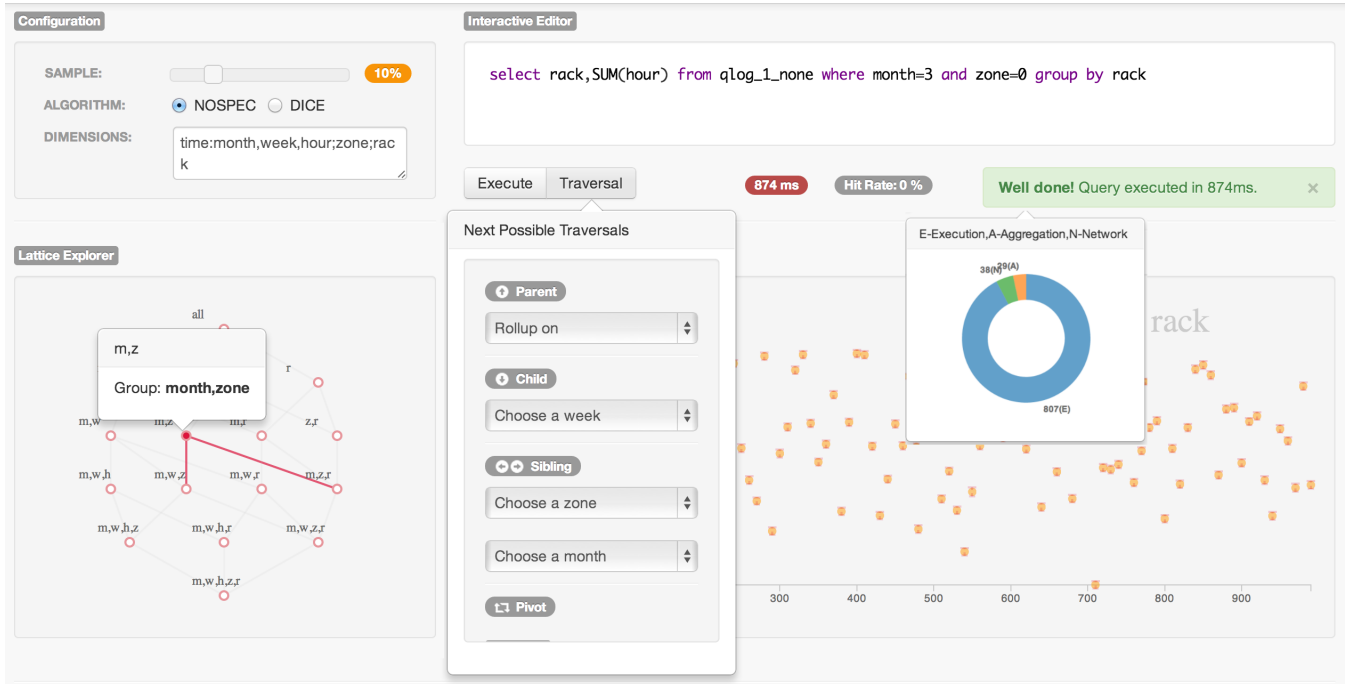 Configuration
SAMPLE:
10%
ALGORITHM:
NOSPEC
DICE
DIMENSIONS:
time:month,week,hour;zone;rac
k
Interactive Editor
select rack,SUM(hour) from qlog_1_none where month=3 and zone=0 group by rack
Execute
Traversal
874 ms
Hit Rate: 0 %
Well done! Query executed in 874ms.
×
Lattice Explorer
all
m,z
Group: month,zone
r
m,w
m,z
m,r
z,r
m,w,h
m,w,z
m,w,r
m,z,r
m,w,h,z
m,w,h,r
m,w,z,r
m,w,h,z,r
Next Possible Traversals
Parent
Rollup on
Child
Choose a week
Sibling
Choose a zone
Choose a month
Pivot
E-Execution,A-Aggregation,N-Network
38(N)
29(A)
807(E)
rack
300
400
500
600
700
800
900